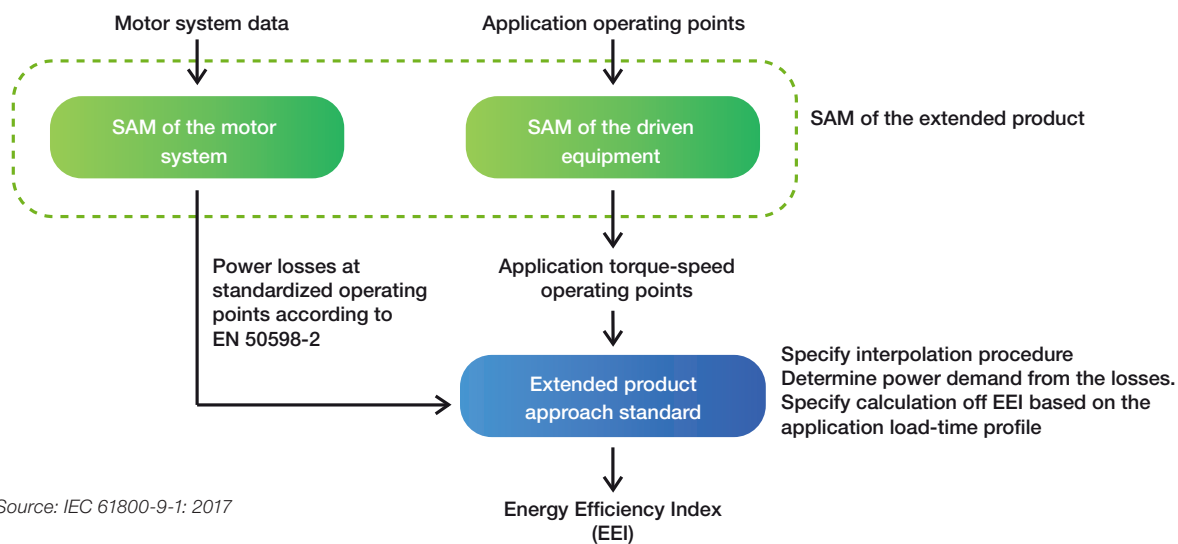 Motor system data
Application operating points
SAM of the motor
system
SAM of the driven
equipment
SAM of the extended product
Power losses at
standardized operating
points according to
EN 50598-2
Application torque-speed
operating points
Extended product
approach standard
Specify interpolation procedure
Determine power demand from the losses.
Specify calculation off EEI based on the
application load-time profile
Source: IEC 61800-9-1: 2017
Energy Efficiency Index
(EEI)